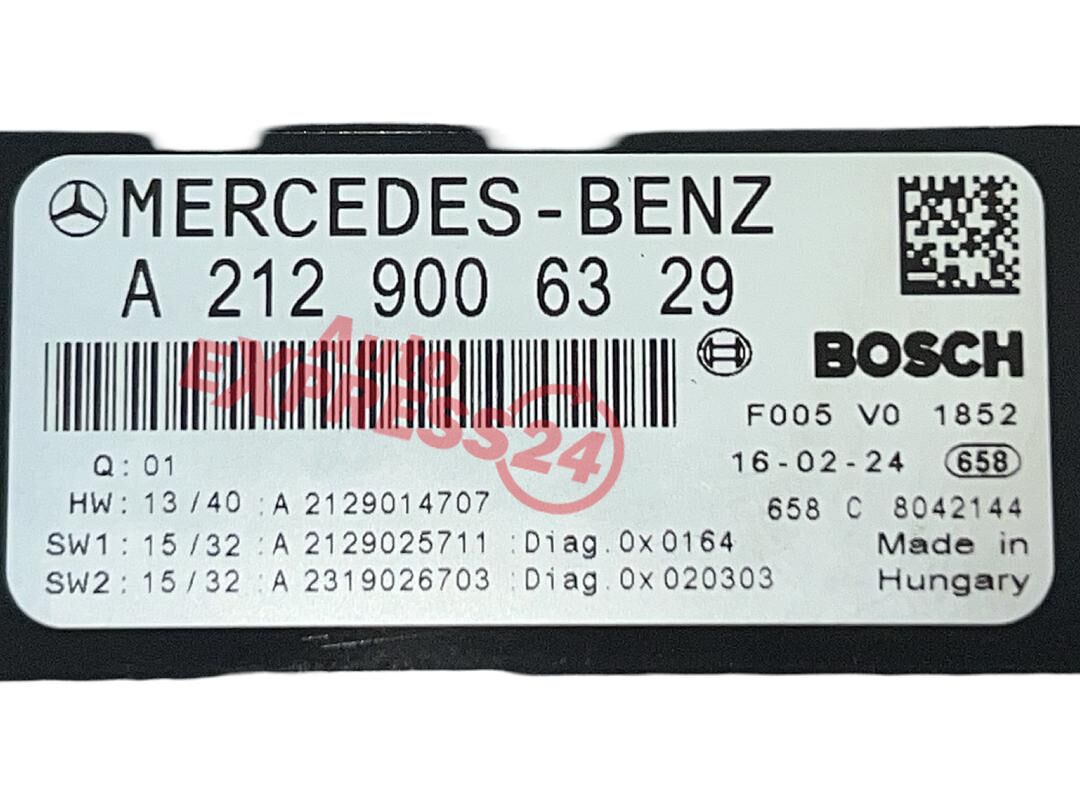 MERCEDES-BENZ
A 212 900 63 29
Auto
EXPRESS24
BOSCH
F005 V0 1852
Q: 01
16-02-24 658
HW: 13/40 :A 2129014707
658 C 8042144
SW1: 15/32 :A 2129025711 :Diag.0x0164
Made in
SW2: 15/32 :A 2319026703 :Diag.0x020303
Hungary